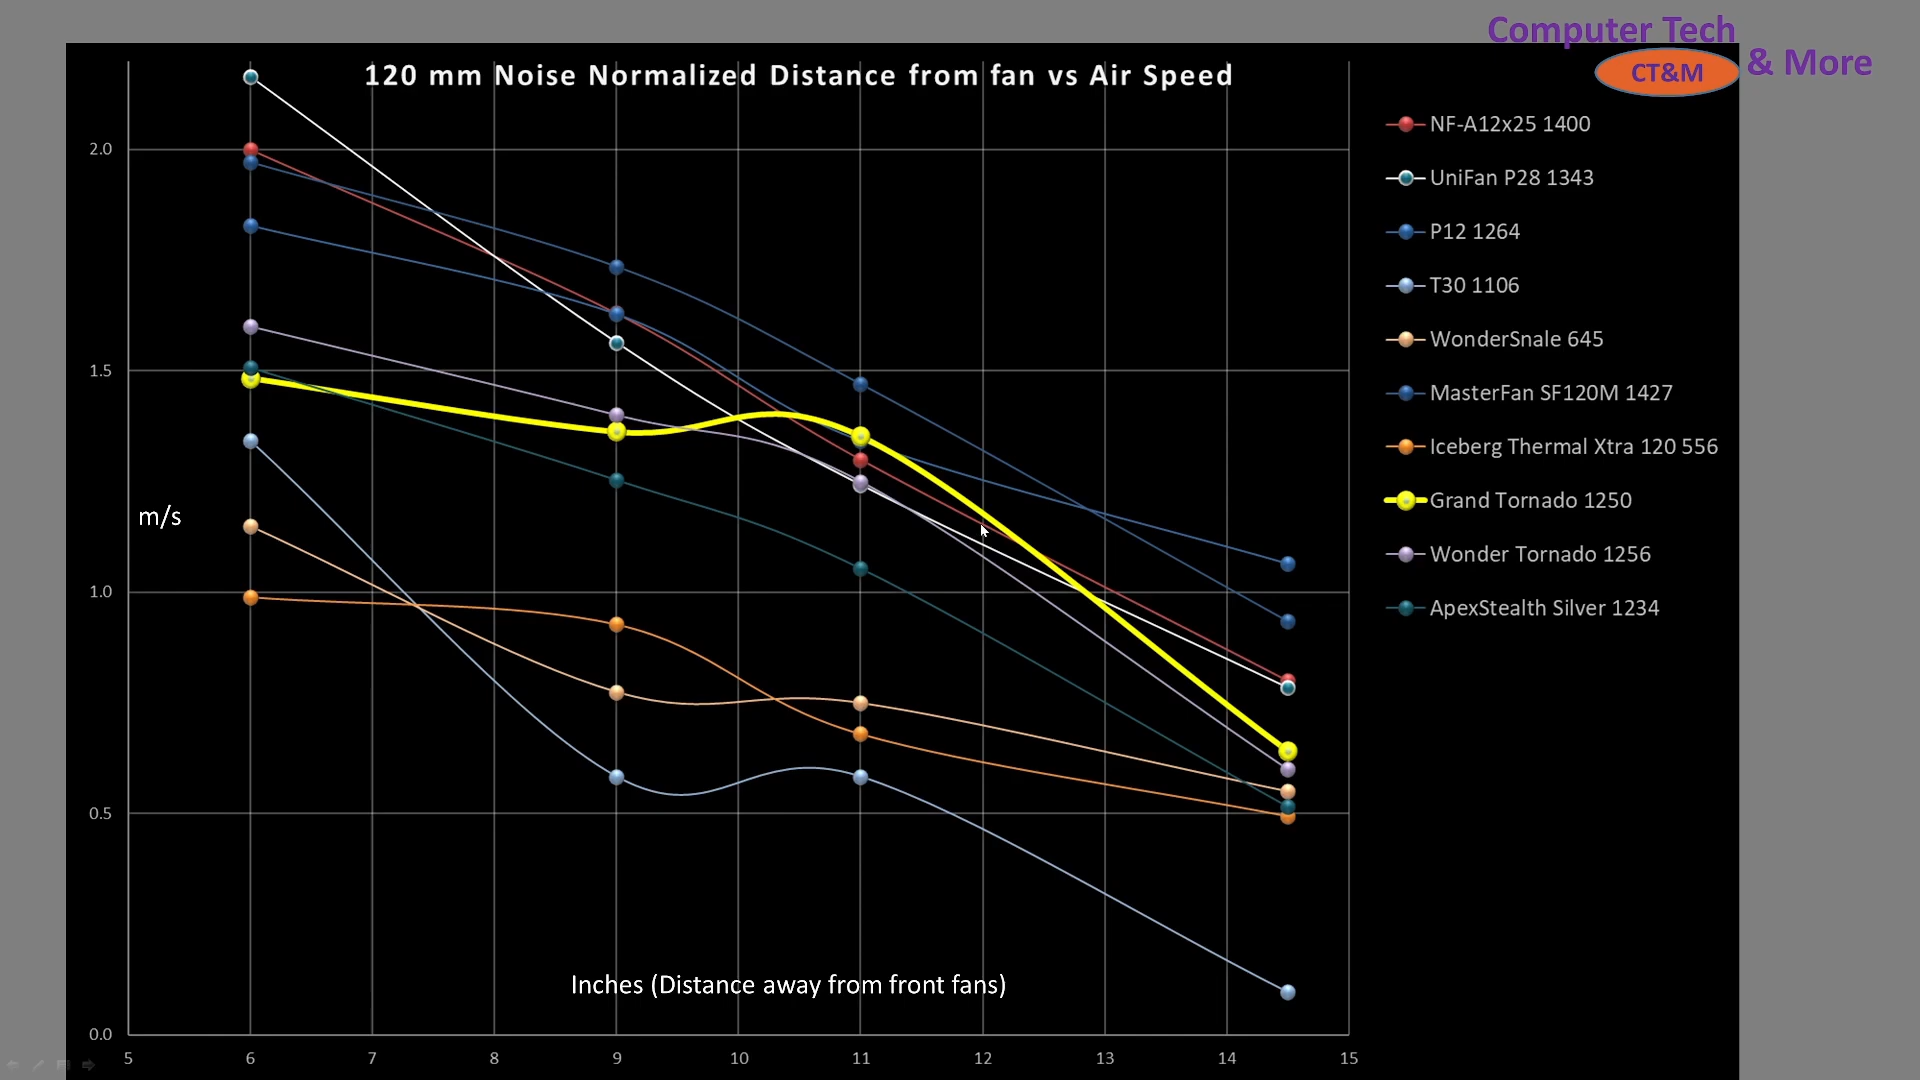 Computer Tech
CT&M
& More
120 mm Noise Normalized Distance from fan vs Air Speed
NF-A12x25 1400
UniFan P28 1343
P12 1264
T30 1106
WonderSnale 645
MasterFan SF120M 1427
Iceberg Thermal Xtra 120 556
Grand Tornado 1250
Wonder Tornado 1256
ApexStealth Silver 1234
2.0
1.5
m/s
1.0
0.5
Inches (Distance away from front fans)
0.0
5 6 7 8 9 10 11 12 13 14 15